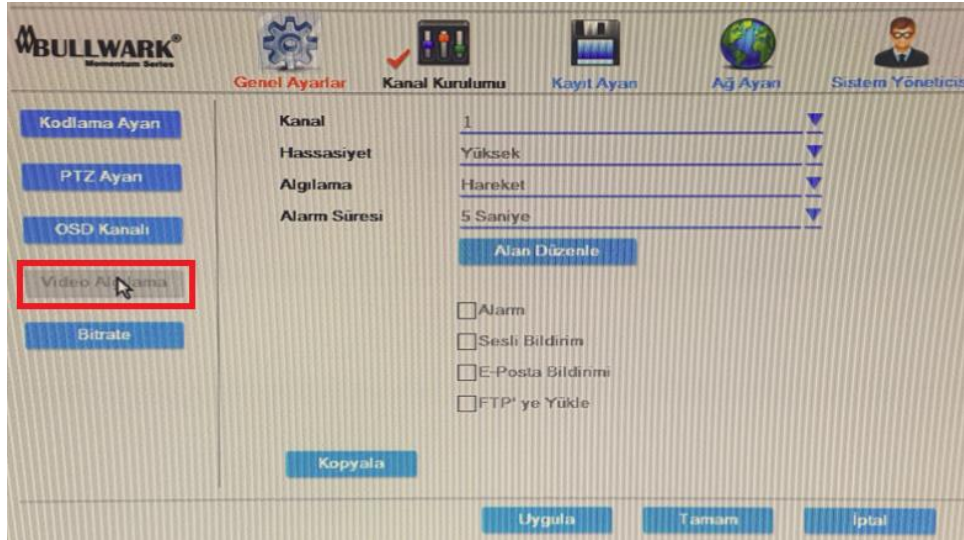 BULLWARK®
Momentum Series
Genel Ayarlar
Kanal Kurulumu
Kayıt Ayarı
Ağ Ayarı
Sistem Yöneticis
Kodlama Ayarı
PTZ Ayarı
OSD Kanalı
Video Algılama
Bitrate
Kanal 1
Hassasiyet Yüksek
Algılama Hareket
Alarm Süresi 5 Saniye
Alan Düzenle
Alarm
Sesli Bildirim
E-Posta Bildirimi
FTP' ye Yükle
Kopyala
Uygula
Tamam
İptal